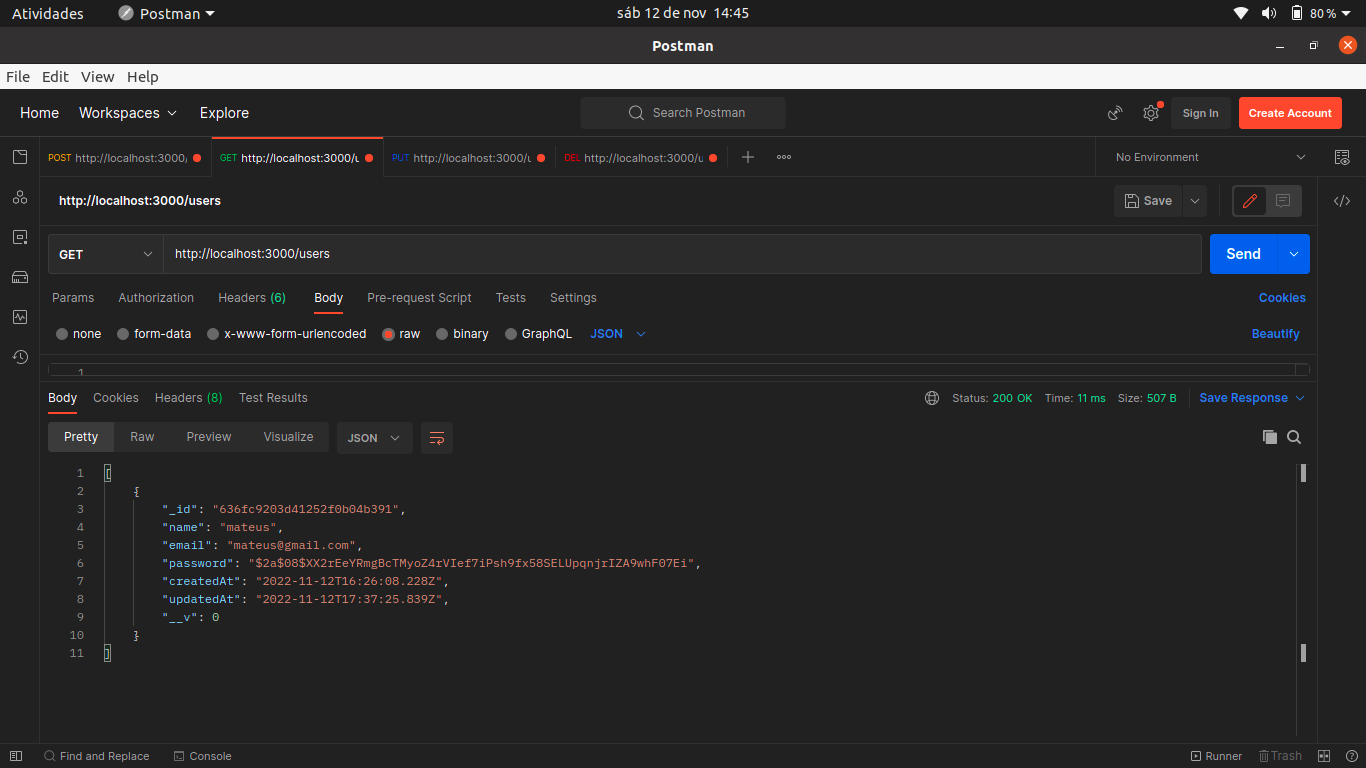 Atividades Postman sáb 12 de nov 14:45 80 %
Postman
File Edit View Help
Home Workspaces Explore Search Postman Sign In Create Account
POST http://localhost:3000/ GET http://localhost:3000/u PUT http://localhost:3000/u DEL http://localhost:3000/u No Environment
http://localhost:3000/users Save
GET http://localhost:3000/users Send
Params Authorization Headers (6) Body Pre-request Script Tests Settings Cookies
none form-data x-www-form-urlencoded raw binary GraphQL JSON Beautify
1
Body Cookies Headers (8) Test Results Status: 200 OK Time: 11 ms Size: 507 B Save Response
Pretty Raw Preview Visualize JSON
1 [
2 {
3 "_id": "636fc9203d41252f0b04b391",
4 "name": "mateus",
5 "email": "mateus@gmail.com",
6 "password": "$2a$08$XX2rEeYRmgBcTMyoZ4rVIef7iPsh9fx58SELUpqnjrIZA9whF07Ei",
7 "createdAt": "2022-11-12T16:26:08.228Z",
8 "updatedAt": "2022-11-12T17:37:25.839Z",
9 "__v": 0
10 }
11 ]
Find and Replace Console Runner Trash